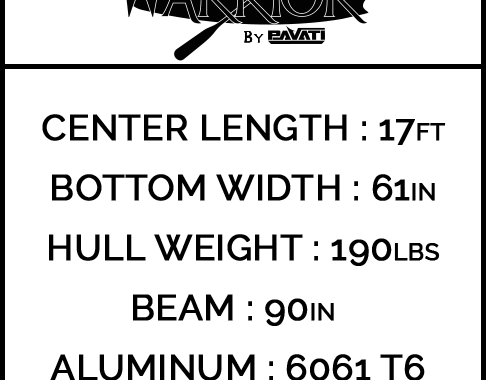 WARRIOR
BY PAVATI
CENTER LENGTH : 17FT
BOTTOM WIDTH : 61IN
HULL WEIGHT : 190LBS
BEAM : 90IN
ALUMINUM : 6061 T6